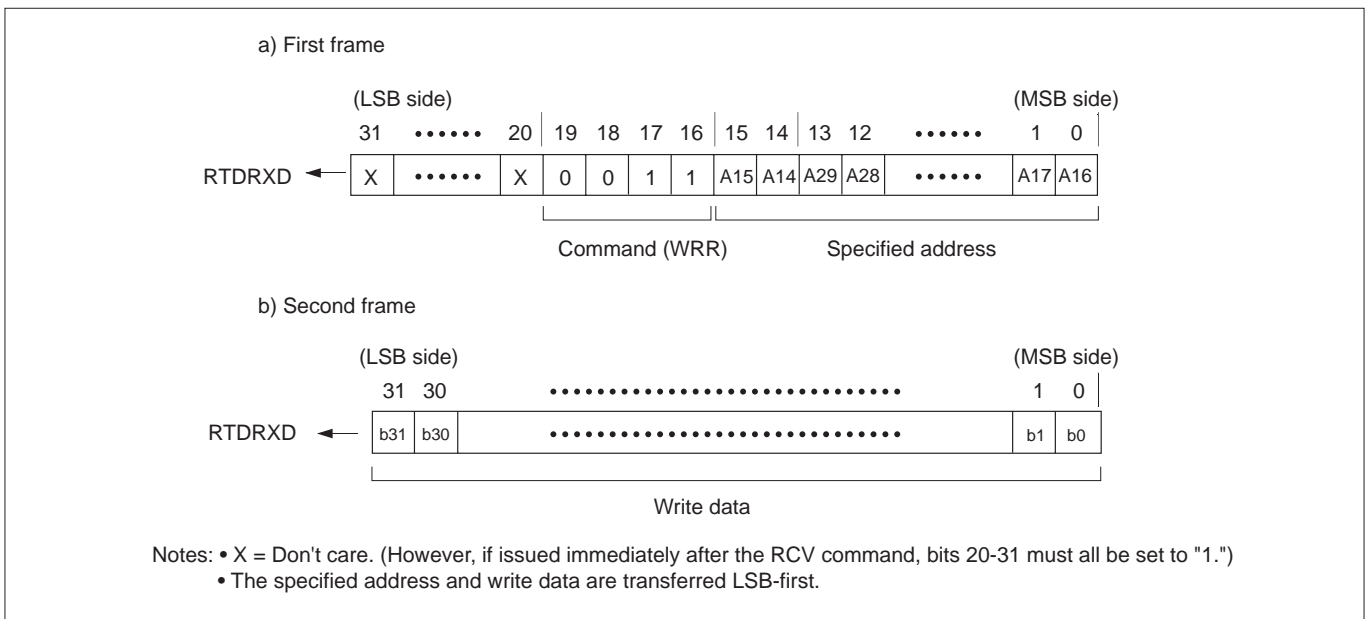 a) First frame
(LSB side) (MSB side)
31 •••••• 20 19 18 17 16 15 14 13 12 •••••• 1 0
RTDRXD X •••••• X 0 0 1 1 A15 A14 A29 A28 •••••• A17 A16
Command (WRR) Specified address
b) Second frame
(LSB side) (MSB side)
31 30 ••••••••••••••••••••••••••••• 1 0
RTDRXD b31 b30 ••••••••••••••••••••••••••••• b1 b0
Write data
Notes: • X = Don't care. (However, if issued immediately after the RCV command, bits 20-31 must all be set to "1.")
• The specified address and write data are transferred LSB-first.